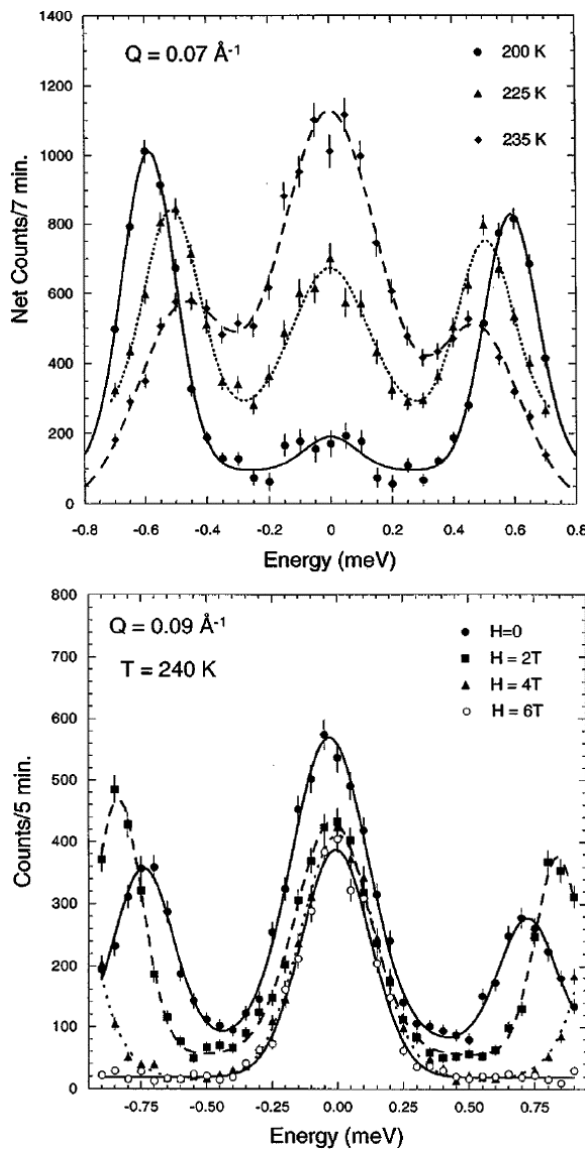 Q = 0.07 Å-1
200 K
225 K
235 K
Net Counts/7 min.
1400
1200
1000
800
600
400
200
0
-0.8 -0.6 -0.4 -0.2 0 0.2 0.4 0.6 0.8
Energy (meV)
Q = 0.09 Å-1
T = 240 K
H=0
H = 2T
H = 4T
H = 6T
Counts/5 min.
800
700
600
500
400
300
200
100
0
-0.75 -0.50 -0.25 0.00 0.25 0.50 0.75
Energy (meV)